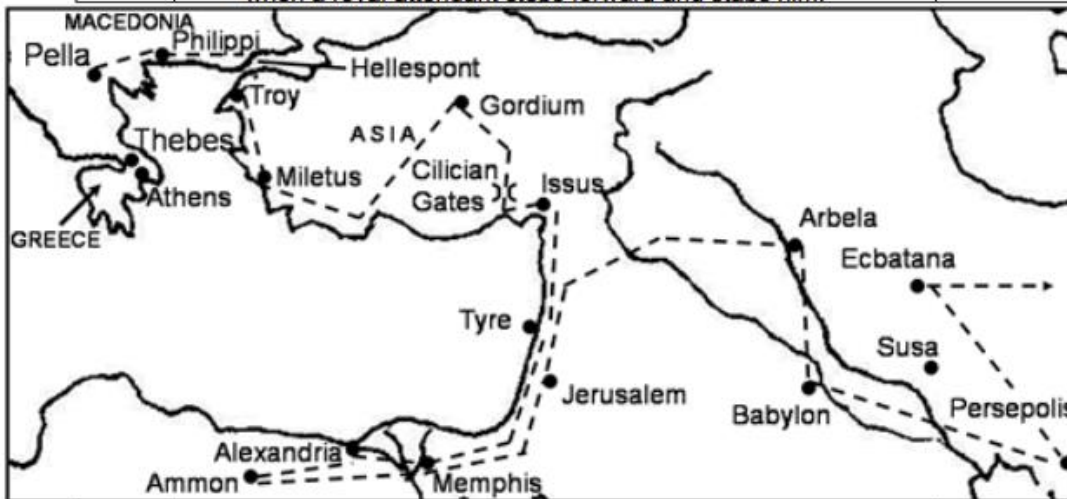 MACEDONIA
Philippi
Pella
Hellespont
Troy
Gordium
ASIA
Thebes
Cilician
Gates
Miletus
Issus
Athens
Arbela
GREECE
Ecbatana
Tyre
Susa
Jerusalem
Babylon
Persepolis
Alexandria
Ammon
Memphis